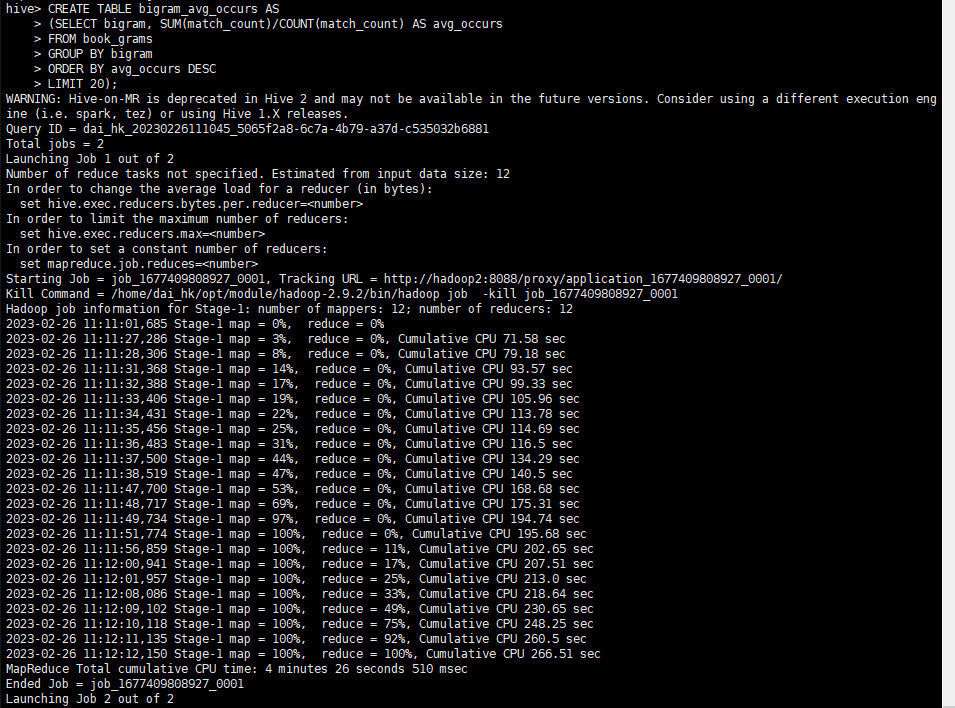 hive> CREATE TABLE bigram_avg_occurs AS
    > (SELECT bigram, SUM(match_count)/COUNT(match_count) AS avg_occurs
    > FROM book_grams
    > GROUP BY bigram
    > ORDER BY avg_occurs DESC
    > LIMIT 20);
WARNING: Hive-on-MR is deprecated in Hive 2 and may not be available in the future versions. Consider using a different execution eng
ine (i.e. spark, tez) or using Hive 1.X releases.
Query ID = dai_hk_20230226111045_5065f2a8-6c7a-4b79-a37d-c535032b6881
Total jobs = 2
Launching Job 1 out of 2
Number of reduce tasks not specified. Estimated from input data size: 12
In order to change the average load for a reducer (in bytes):
  set hive.exec.reducers.bytes.per.reducer=<number>
In order to limit the maximum number of reducers:
  set hive.exec.reducers.max=<number>
In order to set a constant number of reducers:
  set mapreduce.job.reduces=<number>
Starting Job = job_1677409808927_0001, Tracking URL = http://hadoop2:8088/proxy/application_1677409808927_0001/
Kill Command = /home/dai_hk/opt/module/hadoop-2.9.2/bin/hadoop job  -kill job_1677409808927_0001
Hadoop job information for Stage-1: number of mappers: 12; number of reducers: 12
2023-02-26 11:11:01,685 Stage-1 map = 0%,  reduce = 0%
2023-02-26 11:11:27,286 Stage-1 map = 3%,  reduce = 0%, Cumulative CPU 71.58 sec
2023-02-26 11:11:28,306 Stage-1 map = 8%,  reduce = 0%, Cumulative CPU 79.18 sec
2023-02-26 11:11:31,368 Stage-1 map = 14%,  reduce = 0%, Cumulative CPU 93.57 sec
2023-02-26 11:11:32,388 Stage-1 map = 17%,  reduce = 0%, Cumulative CPU 99.33 sec
2023-02-26 11:11:33,406 Stage-1 map = 19%,  reduce = 0%, Cumulative CPU 105.96 sec
2023-02-26 11:11:34,431 Stage-1 map = 22%,  reduce = 0%, Cumulative CPU 113.78 sec
2023-02-26 11:11:35,456 Stage-1 map = 25%,  reduce = 0%, Cumulative CPU 114.69 sec
2023-02-26 11:11:36,483 Stage-1 map = 31%,  reduce = 0%, Cumulative CPU 116.5 sec
2023-02-26 11:11:37,500 Stage-1 map = 44%,  reduce = 0%, Cumulative CPU 134.29 sec
2023-02-26 11:11:38,519 Stage-1 map = 47%,  reduce = 0%, Cumulative CPU 140.5 sec
2023-02-26 11:11:47,700 Stage-1 map = 53%,  reduce = 0%, Cumulative CPU 168.68 sec
2023-02-26 11:11:48,717 Stage-1 map = 69%,  reduce = 0%, Cumulative CPU 175.31 sec
2023-02-26 11:11:49,734 Stage-1 map = 97%,  reduce = 0%, Cumulative CPU 194.74 sec
2023-02-26 11:11:51,774 Stage-1 map = 100%,  reduce = 0%, Cumulative CPU 195.68 sec
2023-02-26 11:11:56,859 Stage-1 map = 100%,  reduce = 11%, Cumulative CPU 202.65 sec
2023-02-26 11:12:00,941 Stage-1 map = 100%,  reduce = 17%, Cumulative CPU 207.51 sec
2023-02-26 11:12:01,957 Stage-1 map = 100%,  reduce = 25%, Cumulative CPU 213.0 sec
2023-02-26 11:12:08,086 Stage-1 map = 100%,  reduce = 33%, Cumulative CPU 218.64 sec
2023-02-26 11:12:09,102 Stage-1 map = 100%,  reduce = 49%, Cumulative CPU 230.65 sec
2023-02-26 11:12:10,118 Stage-1 map = 100%,  reduce = 75%, Cumulative CPU 248.25 sec
2023-02-26 11:12:11,135 Stage-1 map = 100%,  reduce = 92%, Cumulative CPU 260.5 sec
2023-02-26 11:12:12,150 Stage-1 map = 100%,  reduce = 100%, Cumulative CPU 266.51 sec
MapReduce Total cumulative CPU time: 4 minutes 26 seconds 510 msec
Ended Job = job_1677409808927_0001
Launching Job 2 out of 2